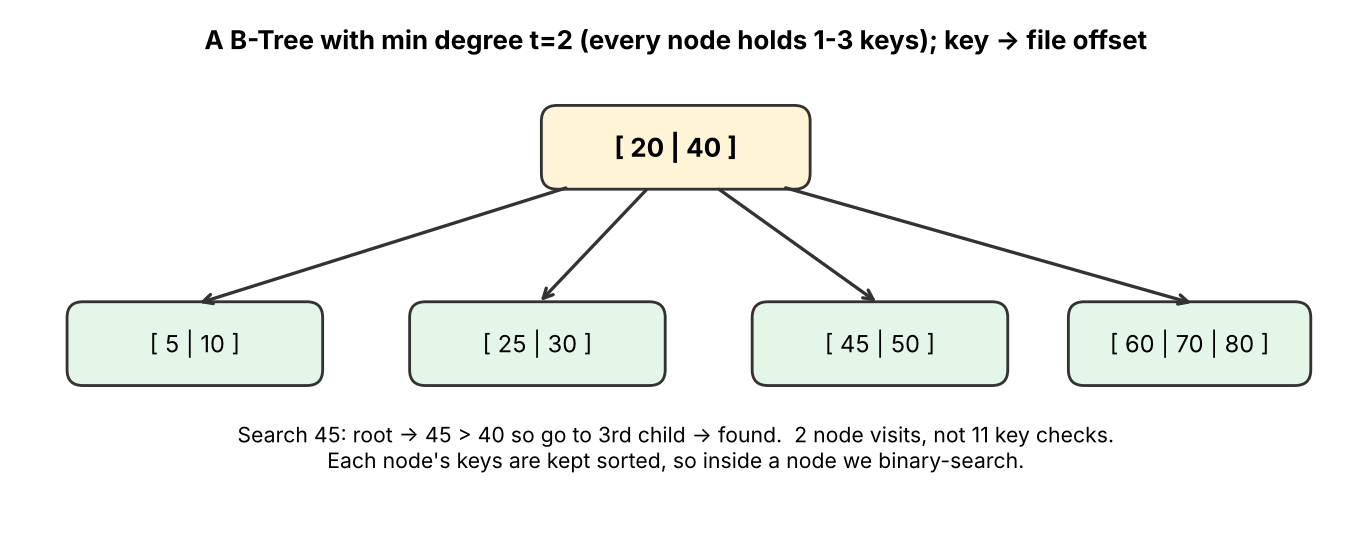 A B-Tree with min degree t=2 (every node holds 1-3 keys); key → file offset
[ 20 | 40 ]
[ 5 | 10 ]
[ 25 | 30 ]
[ 45 | 50 ]
[ 60 | 70 | 80 ]
Search 45: root → 45 > 40 so go to 3rd child → found.  2 node visits, not 11 key checks.
Each node's keys are kept sorted, so inside a node we binary-search.